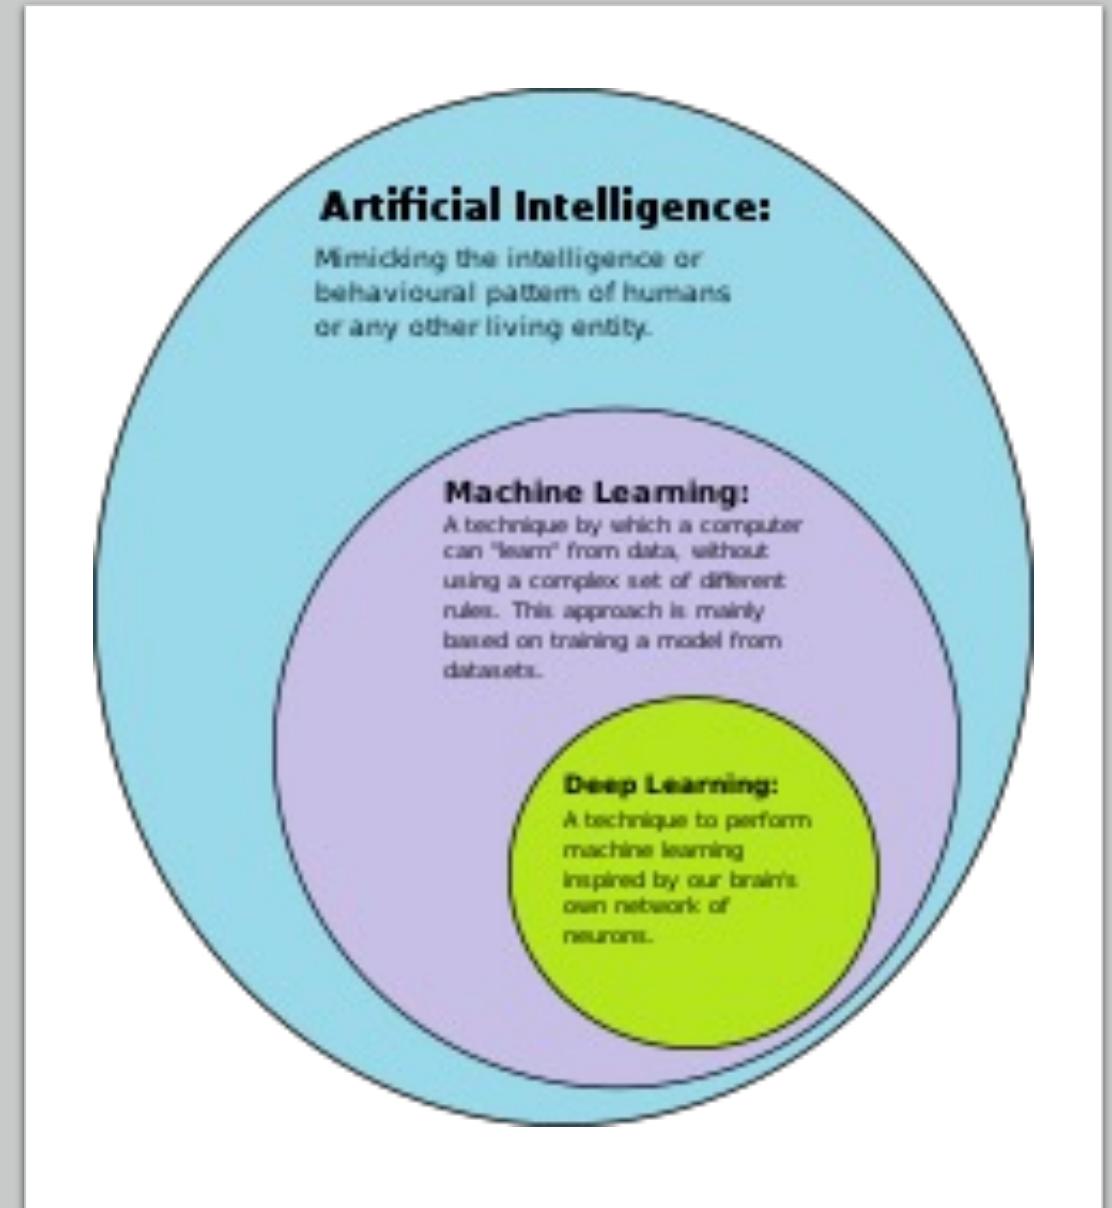 Artificial Intelligence:
Mimicking the intelligence or
behavioural pattern of humans
or any other living entity.
Machine Learning:
A technique by which a computer
can "learn" from data, without
using a complex set of different
rules. This approach is mainly
based on training a model from
datasets.
Deep Learning:
A technique to perform
machine learning
inspired by our brain's
own network of
neurons.